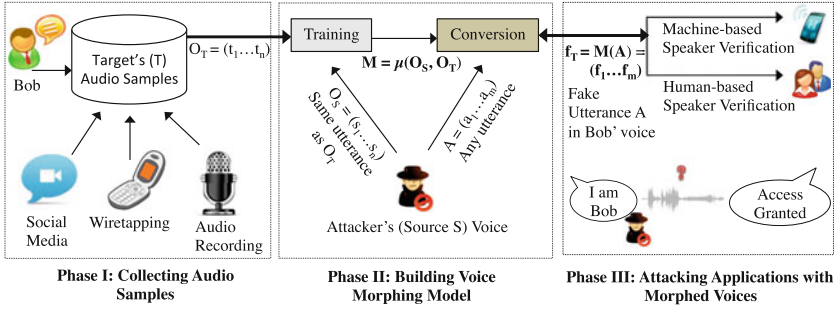 Target's (T)
Audio Samples
Bob
Social
Media
Wiretapping
Audio
Recording
Phase I: Collecting Audio
Samples
O_T = (t_1…t_n)
Training
Conversion
M = μ(O_S, O_T)
O_S = (s_1…s_n)
Same utterance
as O_T
A = (a_1…a_m)
Any utterance
Attacker's (Source S) Voice
Phase II: Building Voice
Morphing Model
f_T = M(A) =
(f_1…f_m)
Fake
Utterance A
in Bob' voice
Machine-based
Speaker Verification
Human-based
Speaker Verification
I am
Bob
?
Access
Granted
Phase III: Attacking Applications with
Morphed Voices